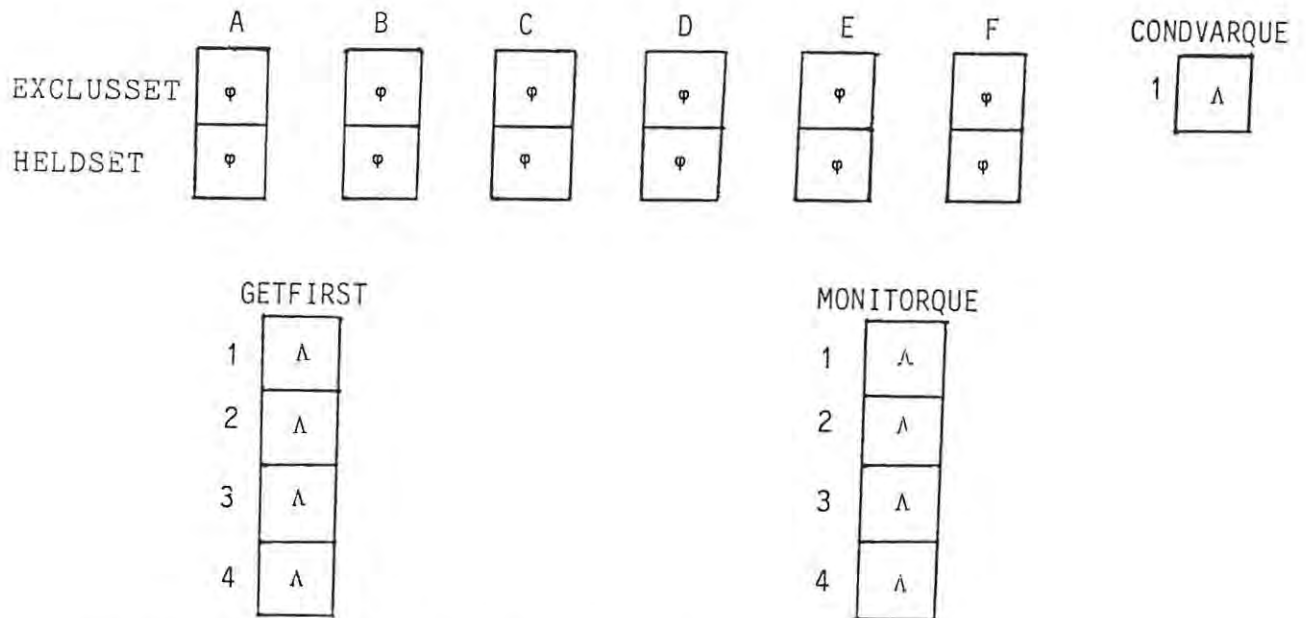 A B C D E F CONDVARQUE
EXCLUSSET φ φ φ φ φ φ 1 Λ
HELDSET φ φ φ φ φ φ
GETFIRST MONITORQUE
1 Λ 1 Λ
2 Λ 2 Λ
3 Λ 3 Λ
4 Λ 4 Λ